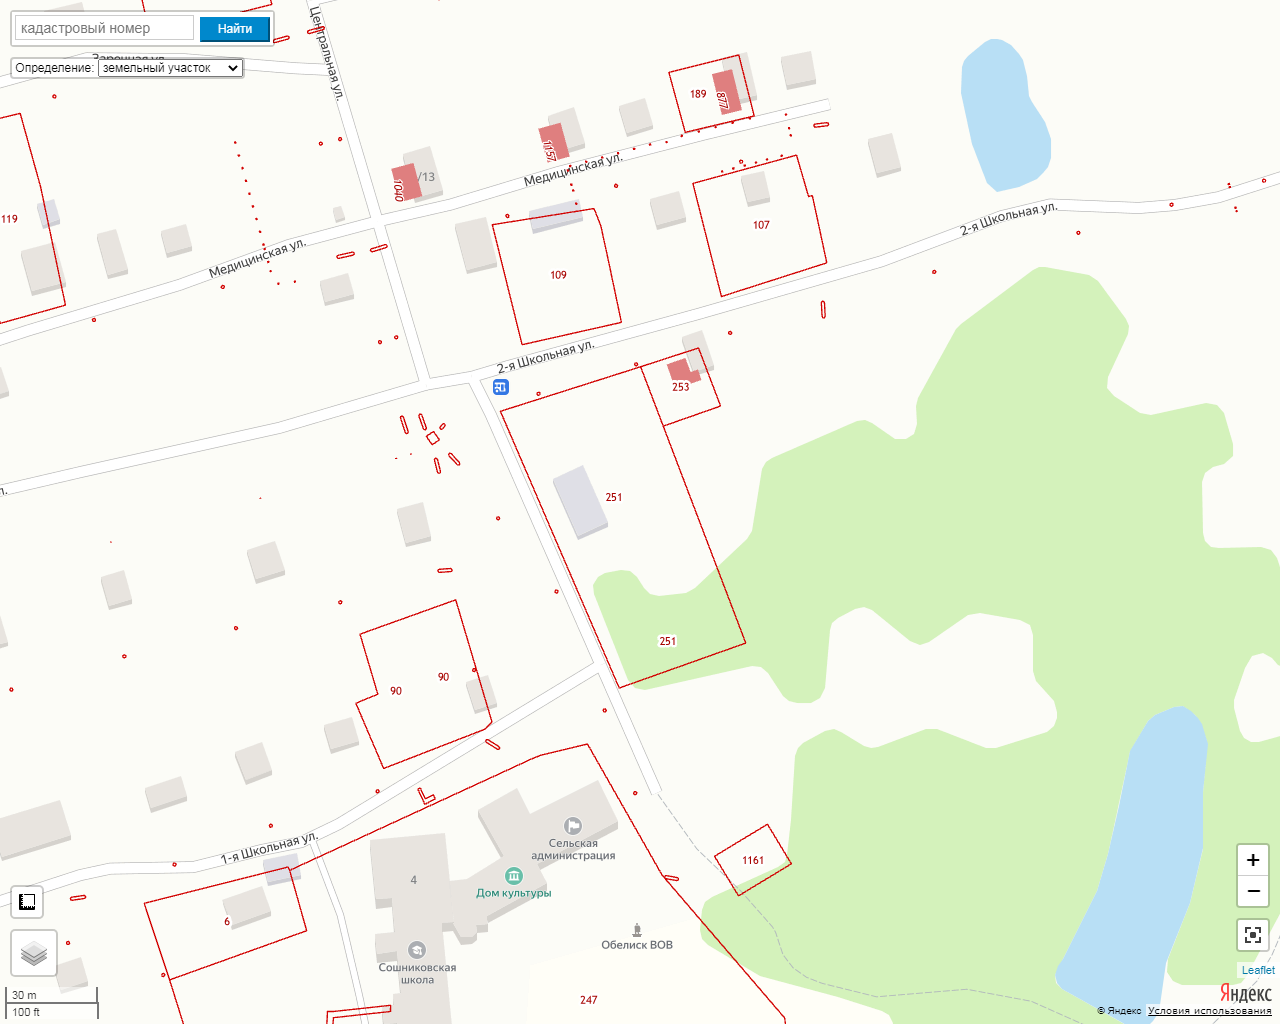 кадастровый номер
Найти
Заречная ул.
Определение: земельный участок
Центральная ул.
189
877
1157
Медицинская ул.
/13
1040
119
107
2-я Школьная ул.
Медицинская ул.
109
2-я Школьная ул.
253
251
251
90
90
1161
1-я Школьная ул.
Сельская
администрация
4
Дом культуры
6
Обелиск ВОВ
Сошниковская
школа
247
+
−
30 m
100 ft
Leaflet
Яндекс
© Яндекс Условия использования